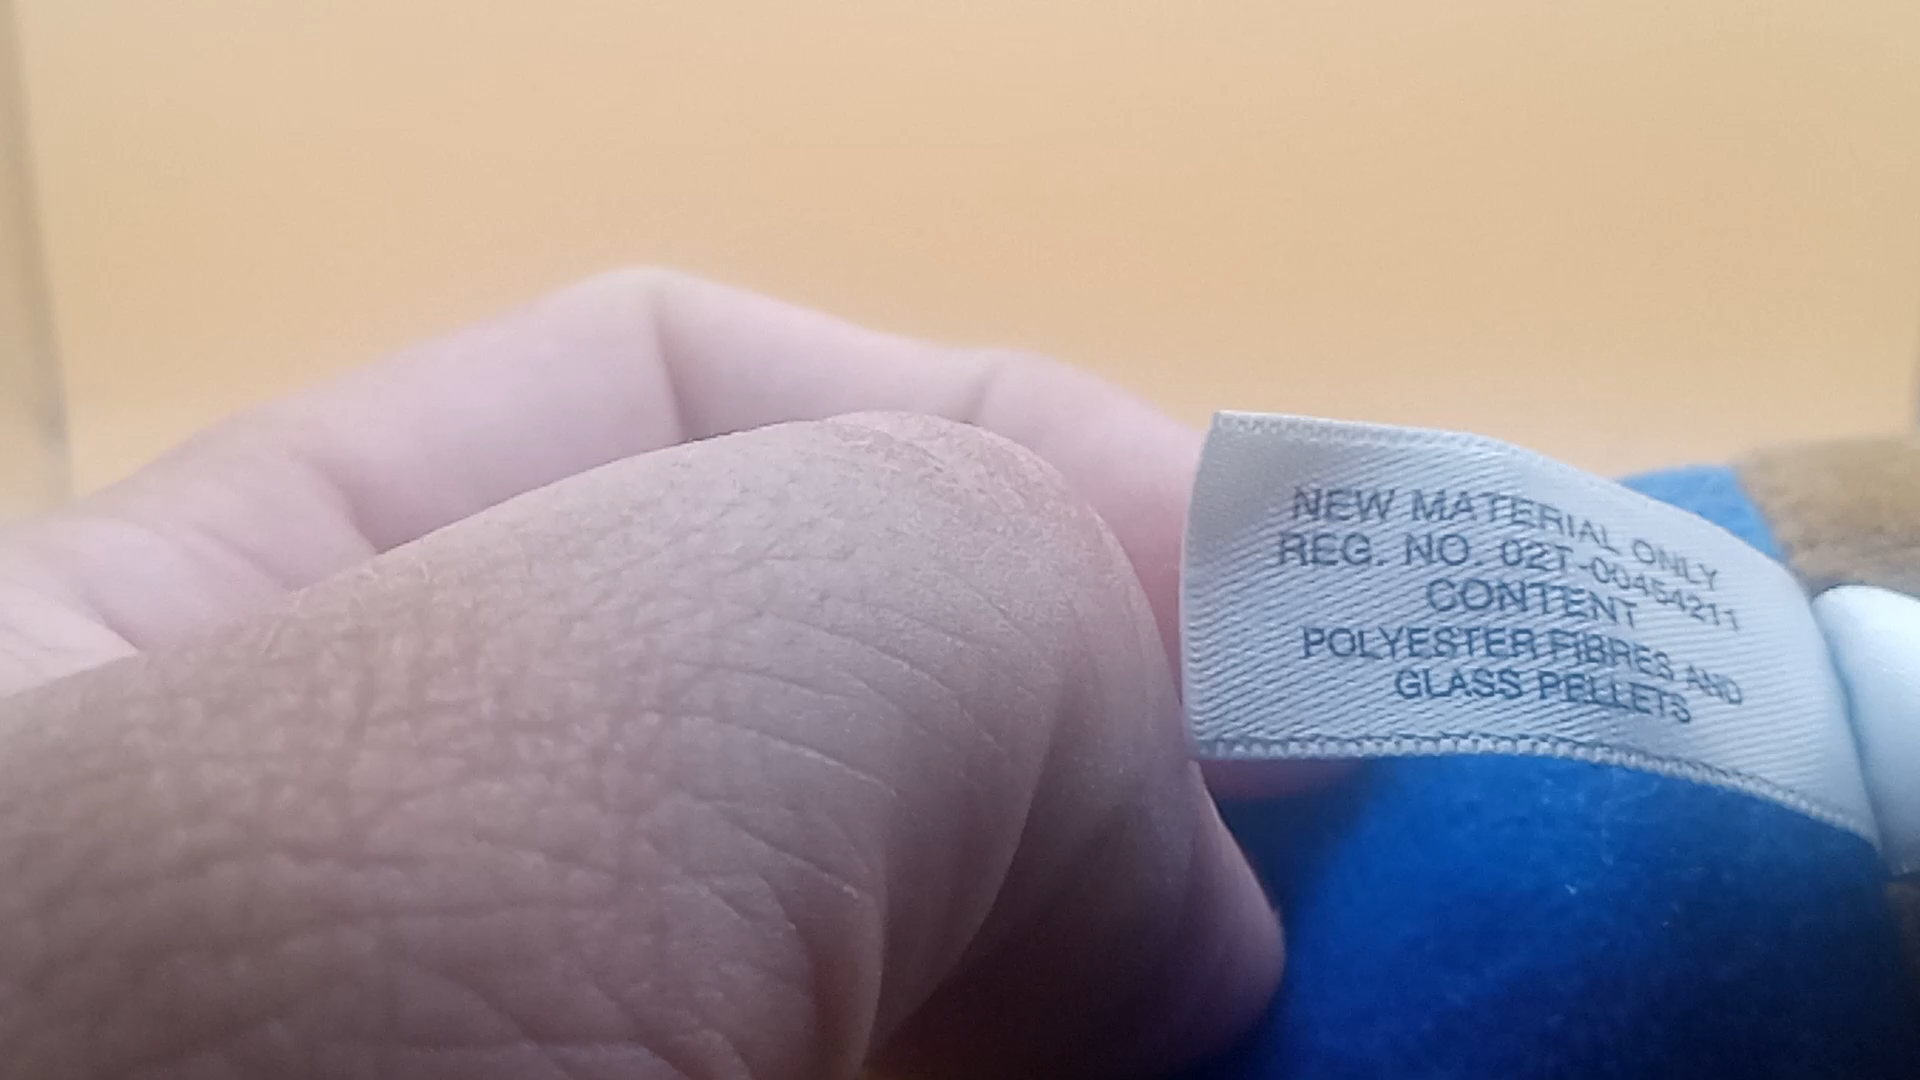 NEW MATERIAL ONLY
REG. NO. 02T-00454211
CONTENT
POLYESTER FIBRES AND
GLASS PELLETS